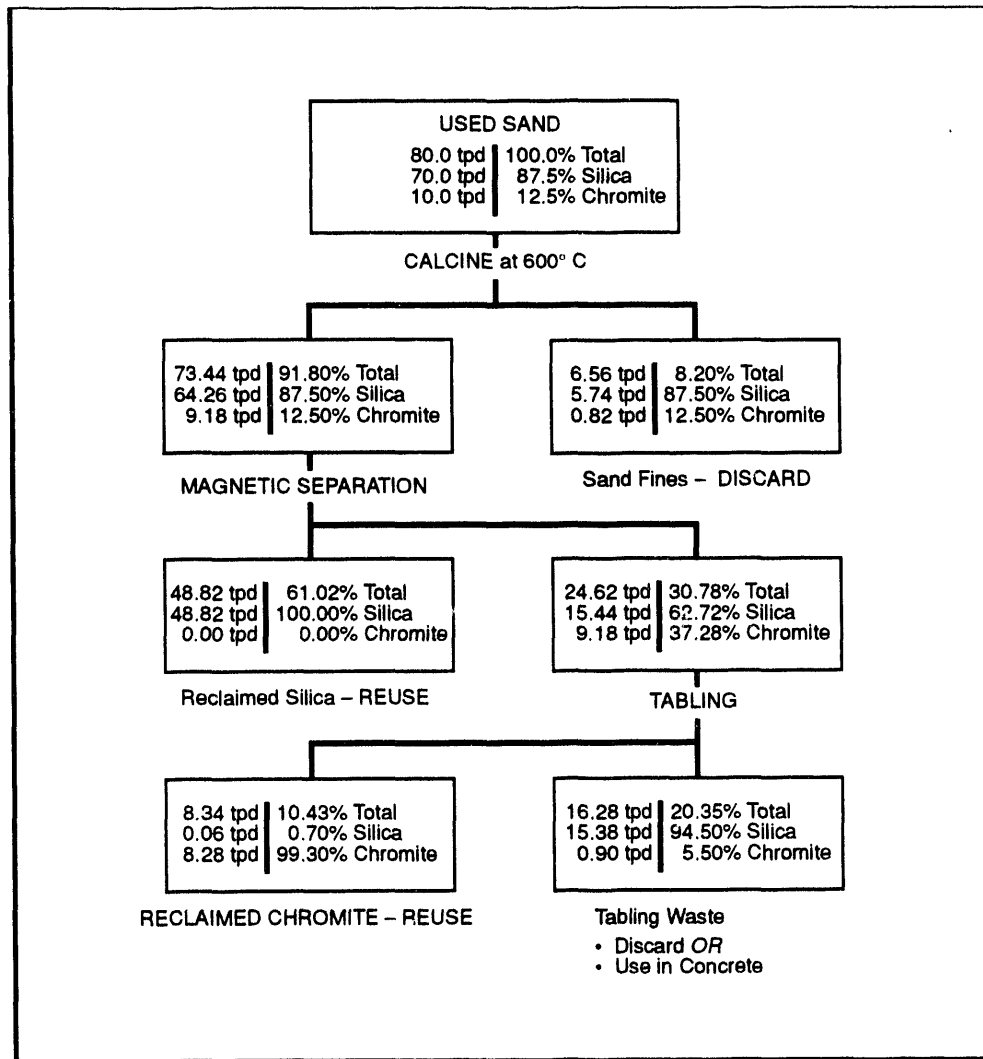 USED SAND
80.0 tpd 100.0% Total
70.0 tpd 87.5% Silica
10.0 tpd 12.5% Chromite
CALCINE at 600° C
73.44 tpd 91.80% Total
64.26 tpd 87.50% Silica
9.18 tpd 12.50% Chromite
MAGNETIC SEPARATION
6.56 tpd 8.20% Total
5.74 tpd 87.50% Silica
0.82 tpd 12.50% Chromite
Sand Fines – DISCARD
48.82 tpd 61.02% Total
48.82 tpd 100.00% Silica
0.00 tpd 0.00% Chromite
Reclaimed Silica – REUSE
24.62 tpd 30.78% Total
15.44 tpd 62.72% Silica
9.18 tpd 37.28% Chromite
TABLING
8.34 tpd 10.43% Total
0.06 tpd 0.70% Silica
8.28 tpd 99.30% Chromite
RECLAIMED CHROMITE – REUSE
16.28 tpd 20.35% Total
15.38 tpd 94.50% Silica
0.90 tpd 5.50% Chromite
Tabling Waste
• Discard OR
• Use in Concrete